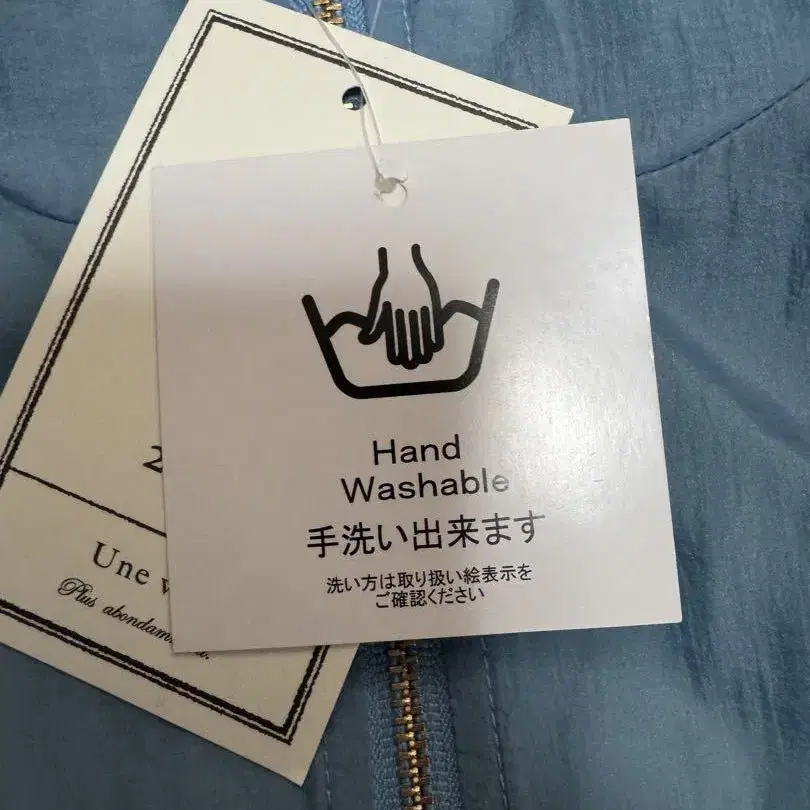 Hand
Washable
手洗い出来ます
洗い方は取り扱い絵表示を
ご確認ください
2
Une
Plus